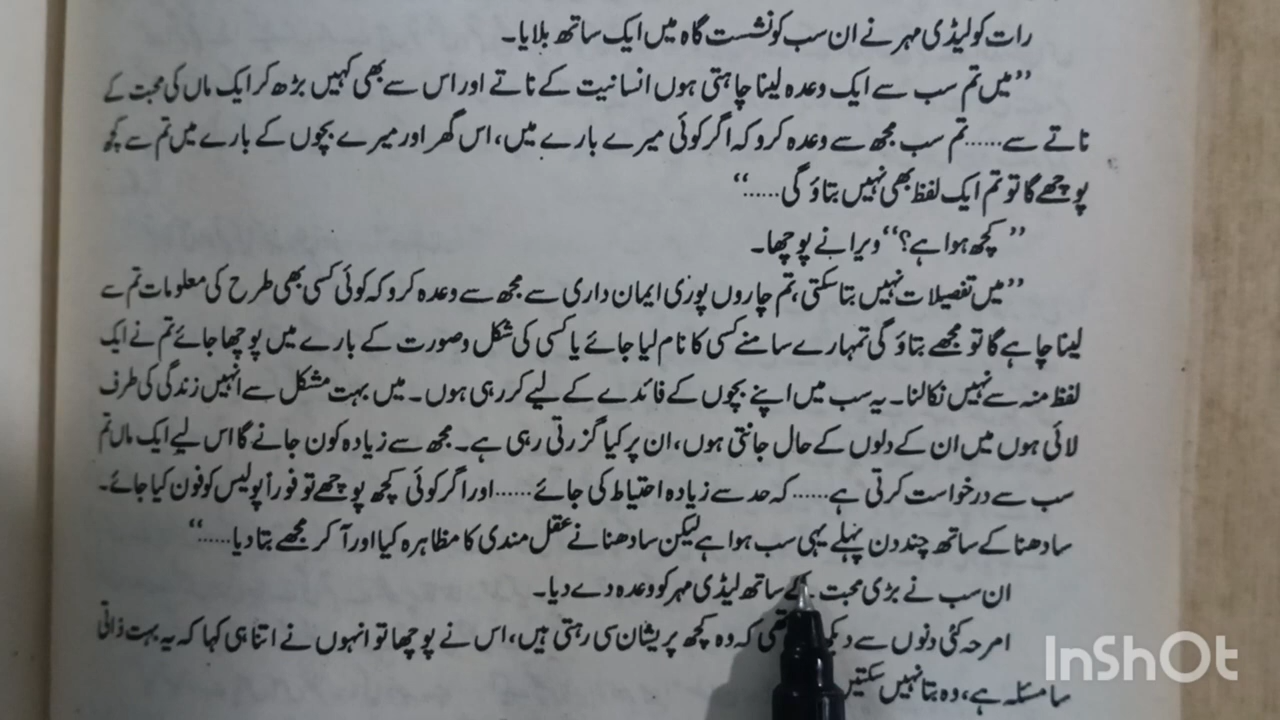 رات کو لیڈی مہر نے ان سب کو نشست گاہ میں ایک ساتھ بلایا۔
’’میں تم سب سے ایک وعدہ لینا چاہتی ہوں انسانیت کے ناتے اور اس سے بھی کہیں بڑھ کر ایک ماں کی محبت کے
ناتے سے……تم سب مجھ سے وعدہ کرو کہ اگر کوئی میرے بارے میں، اس گھر اور میرے بچوں کے بارے میں تم سے کچھ
پوچھے گا تو تم ایک لفظ بھی نہیں بتاؤ گی……‘‘
’’کچھ ہوا ہے؟‘‘ ویرا نے پوچھا۔
’’میں تفصیلات نہیں بتا سکتی، تم چاروں پوری ایمان داری سے مجھ سے وعدہ کرو کہ کوئی کسی بھی طرح کی معلومات تم سے
لینا چاہے گا تو مجھے بتاؤ گی تمہارے سامنے کسی کا نام لیا جائے یا کسی کی شکل و صورت کے بارے میں پوچھا جائے تم نے ایک
لفظ منہ سے نہیں نکالنا۔ یہ سب میں اپنے بچوں کے فائدے کے لیے کر رہی ہوں۔ میں بہت مشکل سے انہیں زندگی کی طرف
لائی ہوں میں ان کے دلوں کے حال جانتی ہوں، ان پر کیا گزرتی رہی ہے۔ مجھ سے زیادہ کون جانے گا اس لیے ایک ماں تم
سب سے درخواست کرتی ہے……کہ حد سے زیادہ احتیاط کی جائے……اور اگر کوئی کچھ پوچھے تو فوراً پولیس کو فون کیا جائے۔
سادھنا کے ساتھ چند دن پہلے یہی سب ہوا ہے لیکن سادھنا نے عقل مندی کا مظاہرہ کیا اور آ کر مجھے بتا دیا……‘‘
ان سب نے بڑی محبت کے ساتھ لیڈی مہر کو وعدہ دے دیا۔
امرحہ کئی دنوں سے کہ وہ کچھ پریشان سی رہتی ہیں، اس نے پوچھا تو انہوں نے اتنا ہی کہا کہ یہ بہت ذاتی
سا مسئلہ ہے، وہ بتا نہیں سکتیں
InShOt